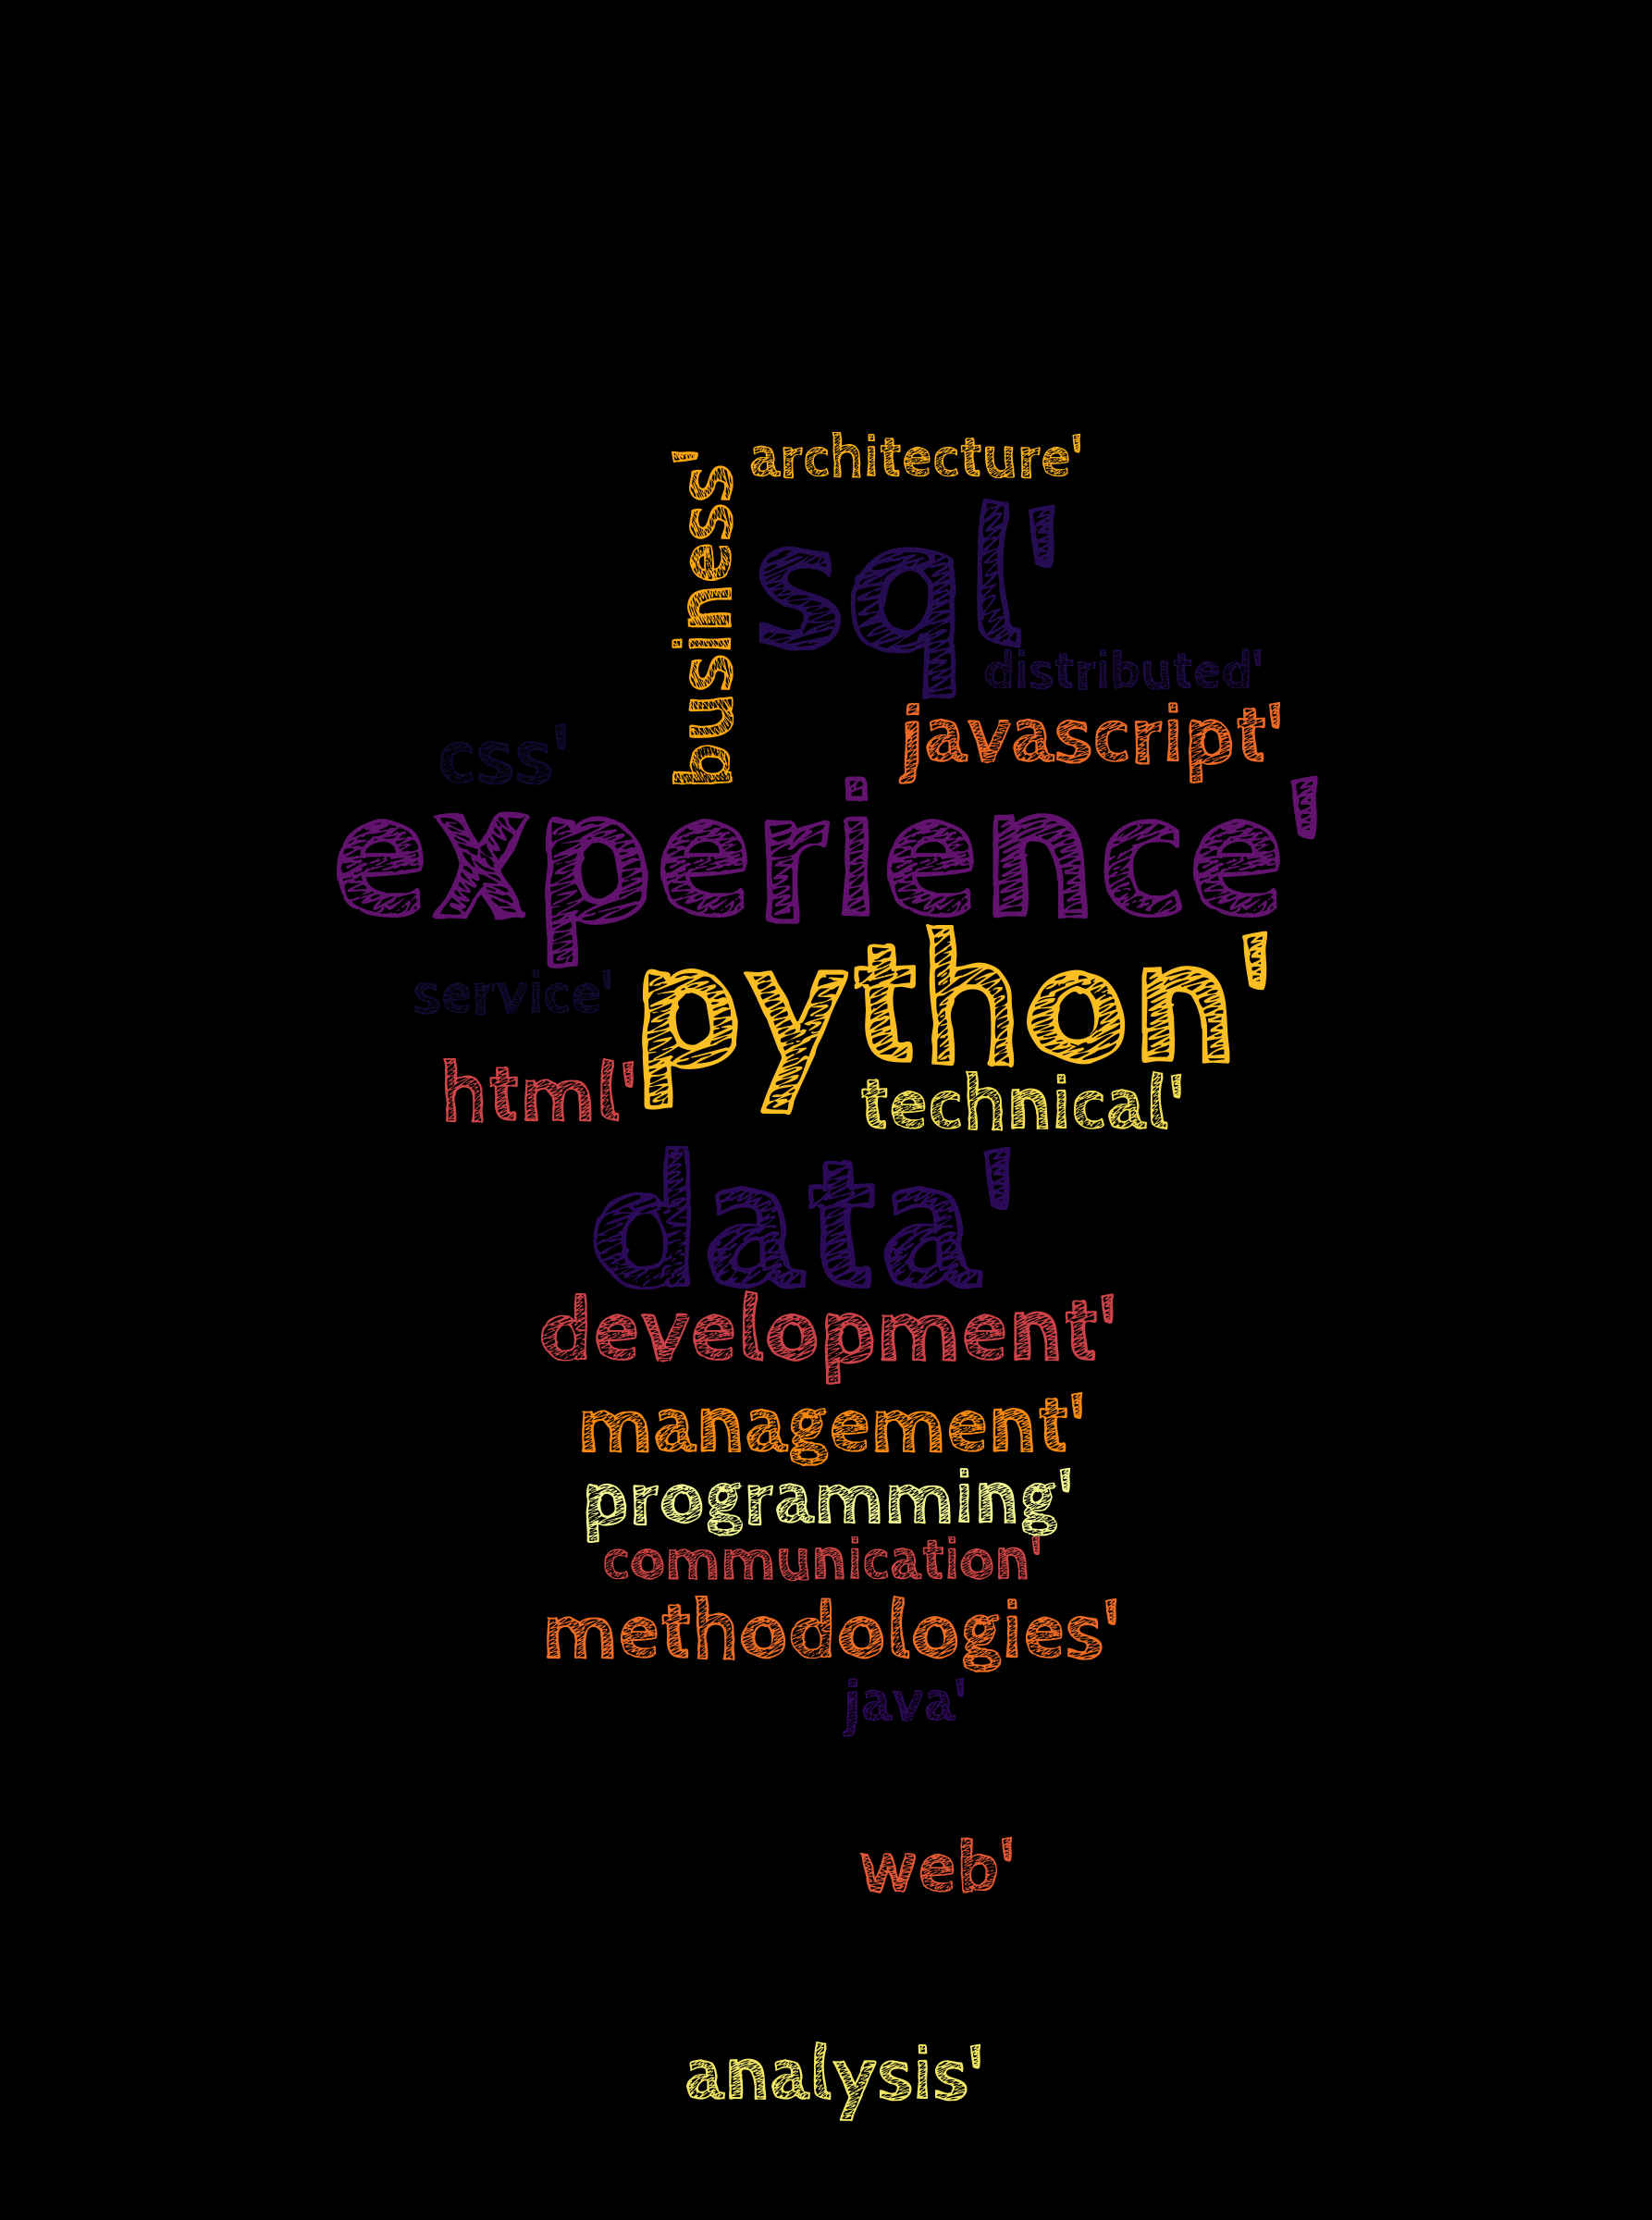 architecture'
business'
sql'
distributed'
javascript'
css'
experience'
python'
service'
html'
technical'
data'
development'
management'
programming'
communication'
methodologies'
java'
web'
analysis'